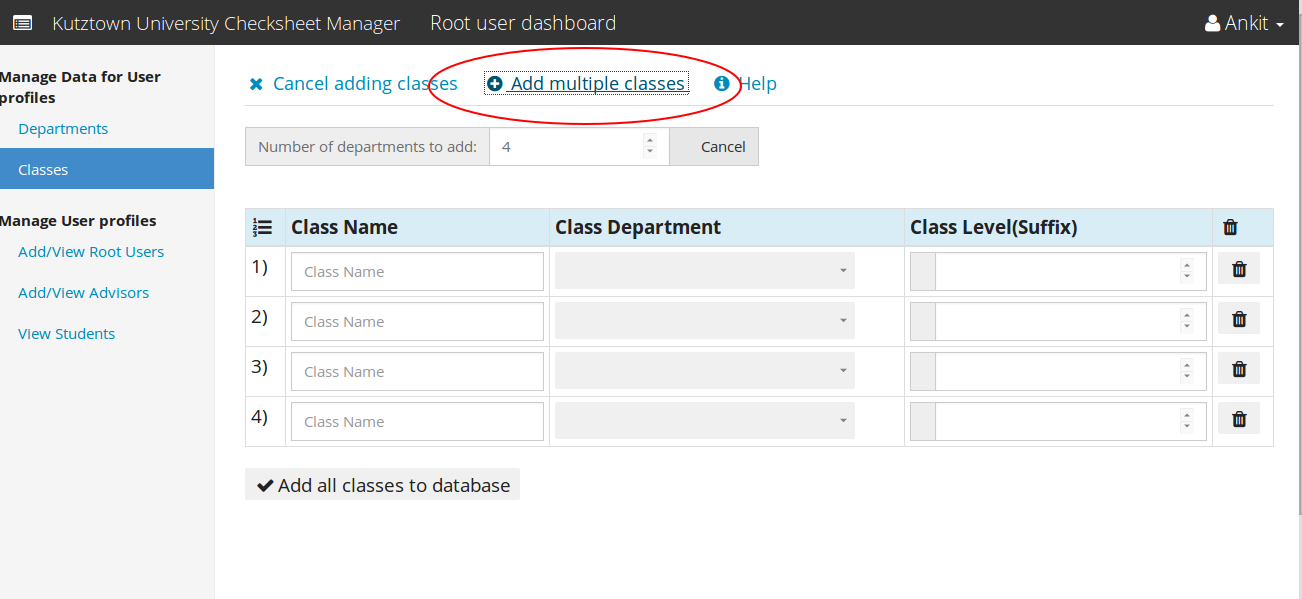 Kutztown University Checksheet Manager Root user dashboard Ankit
Manage Data for User
profiles
Departments
Classes
Manage User profiles
Add/View Root Users
Add/View Advisors
View Students
Cancel adding classes Add multiple classes Help
Number of departments to add: 4 Cancel
Class Name Class Department Class Level(Suffix)
1) Class Name
2) Class Name
3) Class Name
4) Class Name
Add all classes to database